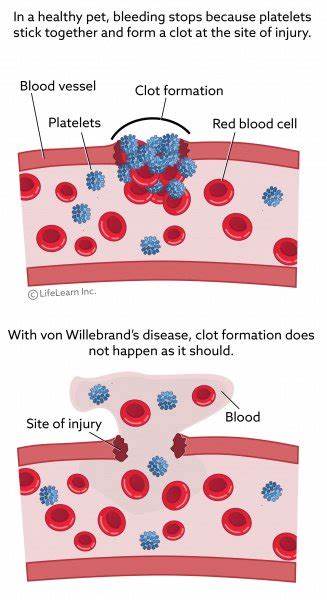 In a healthy pet, bleeding stops because platelets
stick together and form a clot at the site of injury.
Blood vessel
Clot formation
Platelets
Red blood cell
© LifeLearn Inc.
With von Willebrand's disease, clot formation does
not happen as it should.
Blood
Site of injury